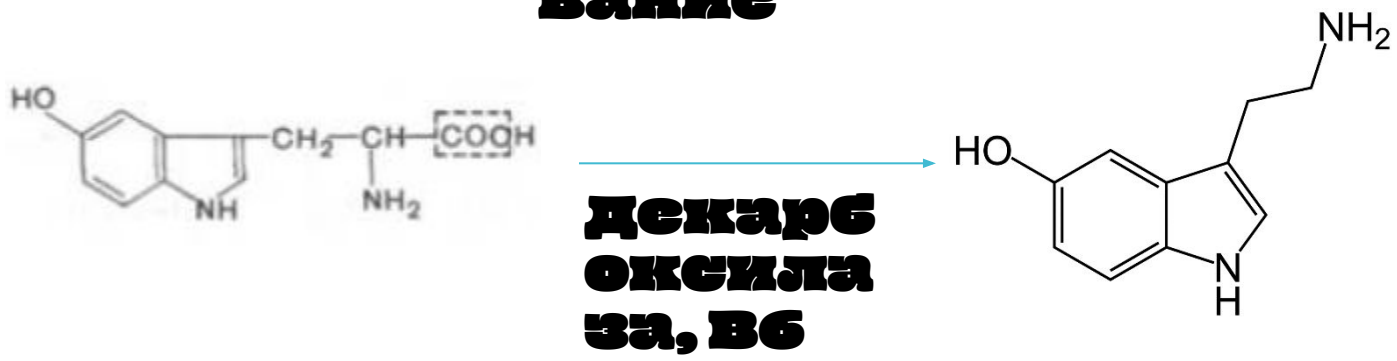 вание
NH2
HO
CH2
CH
COOH
NH2
NH
HO
N
H
Декарб
оксила
за, В6